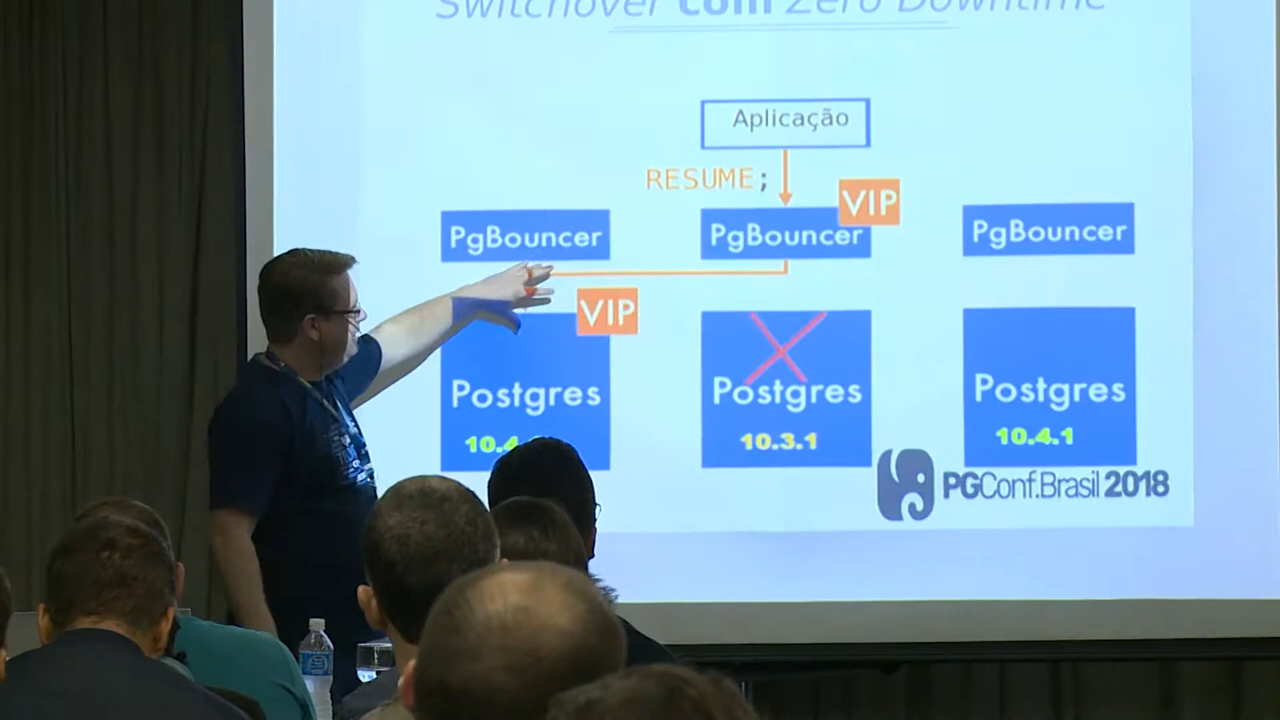 Switchover com Zero Downtime
Aplicação
RESUME;
VIP
PgBouncer
PgBouncer
PgBouncer
VIP
Postgres
Postgres
Postgres
10.3.1
10.4.1
PGConf.Brasil 2018